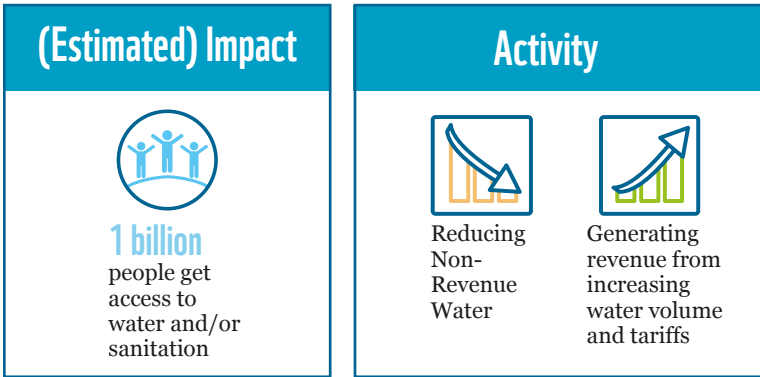 (Estimated) Impact
1 billion
people get
access to
water and/or
sanitation
Activity
Reducing
Non-
Revenue
Water
Generating
revenue from
increasing
water volume
and tariffs